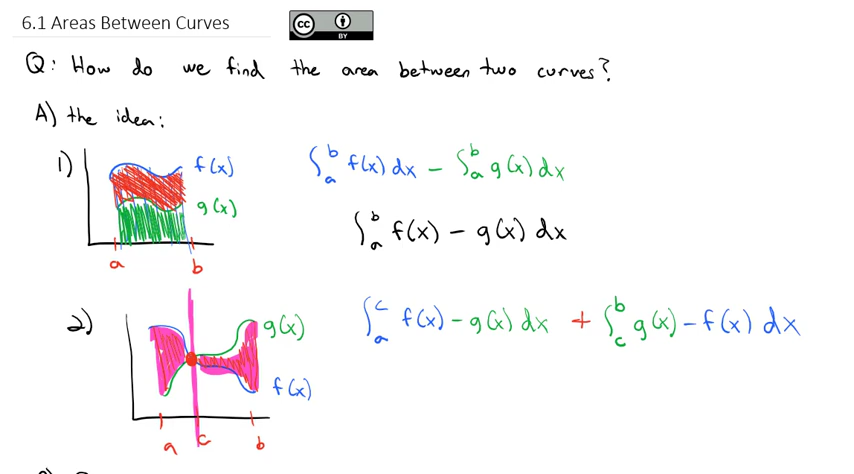 6.1 Areas Between Curves
cc BY
Q: How do we find the area between two curves?
A) the idea:
1) f(x) ∫ₐᵇ f(x) dx − ∫ₐᵇ g(x) dx
g(x)
∫ₐᵇ f(x) − g(x) dx
a b
2) g(x) ∫ₐᶜ f(x) − g(x) dx + ∫꜀ᵇ g(x) − f(x) dx
f(x)
a c b